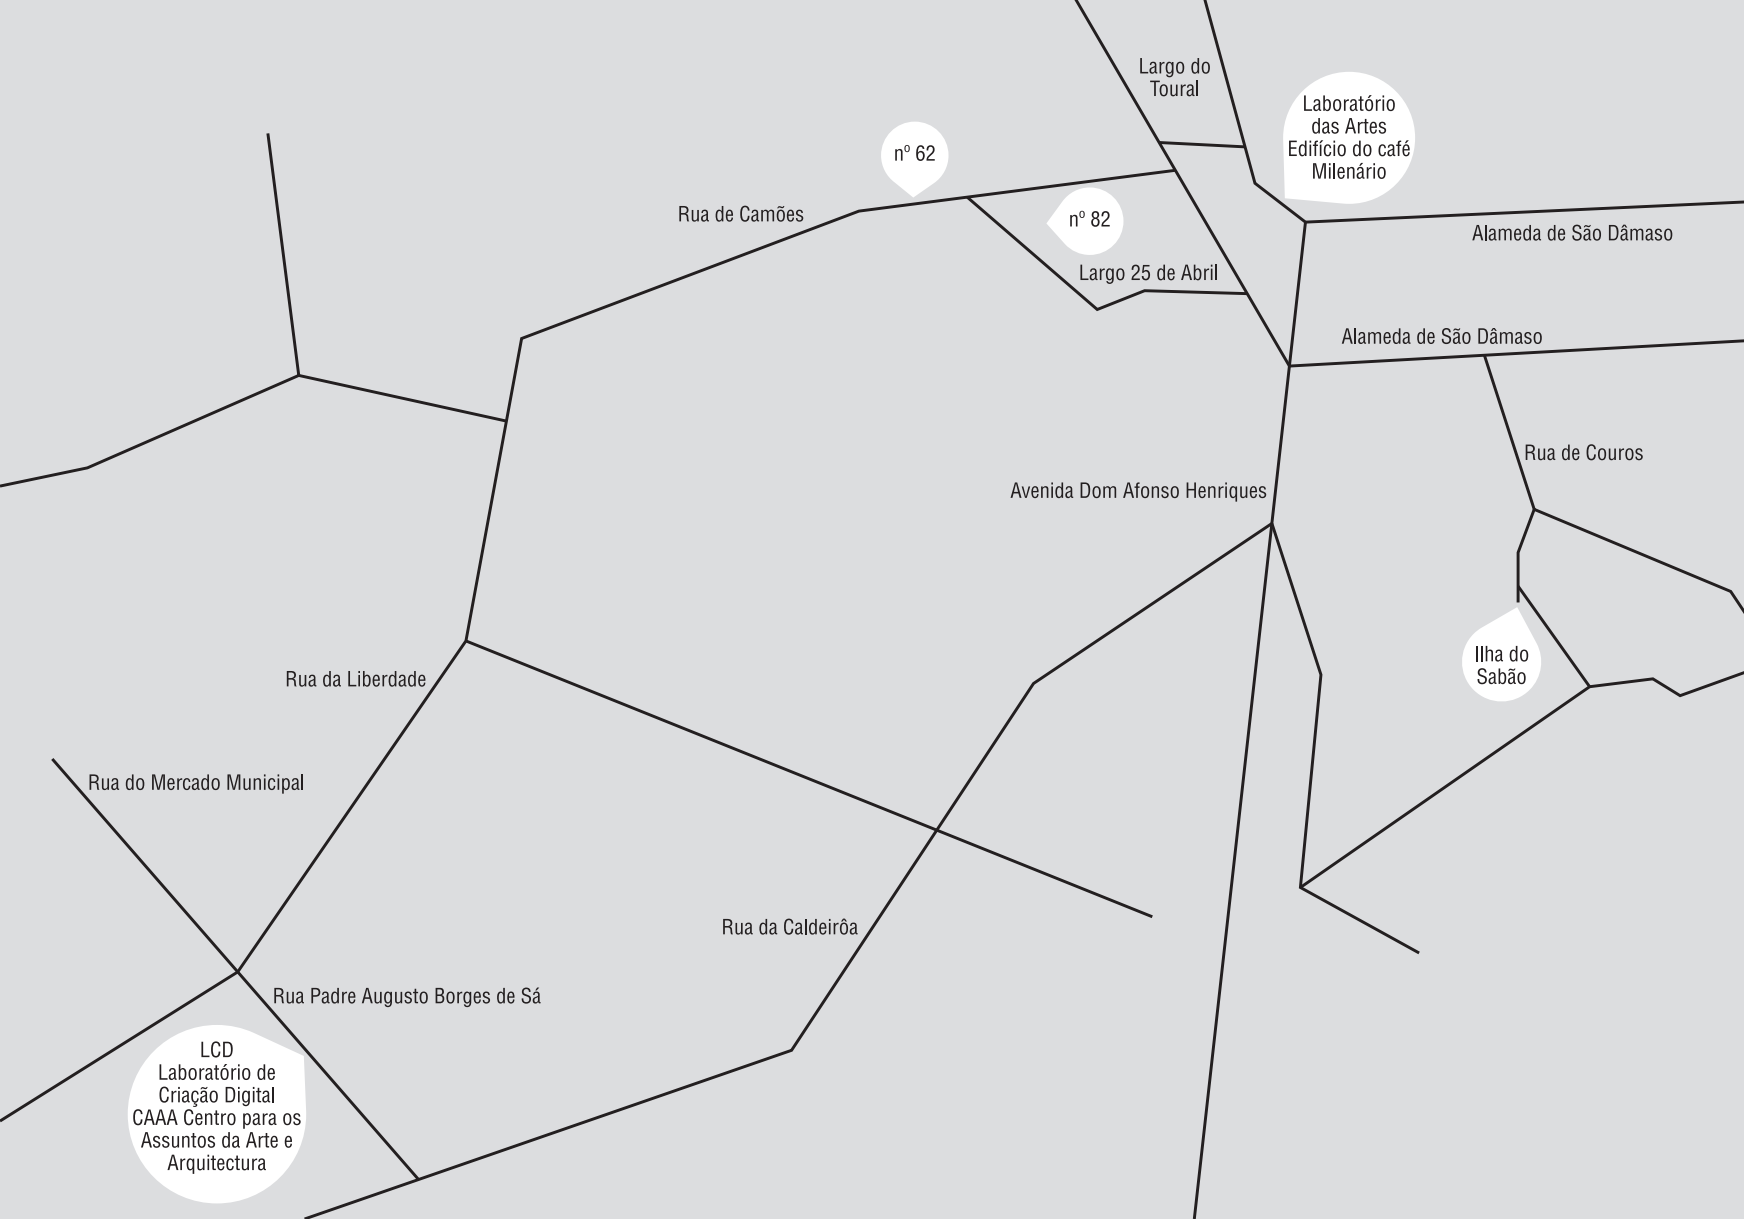 Largo do
Toural
Laboratório
das Artes
Edifício do café
Milenário
nº 62
Rua de Camões
nº 82
Alameda de São Dâmaso
Largo 25 de Abril
Alameda de São Dâmaso
Rua de Couros
Avenida Dom Afonso Henriques
Ilha do
Sabão
Rua da Liberdade
Rua do Mercado Municipal
Rua da Caldeirôa
Rua Padre Augusto Borges de Sá
LCD
Laboratório de
Criação Digital
CAAA Centro para os
Assuntos da Arte e
Arquitectura